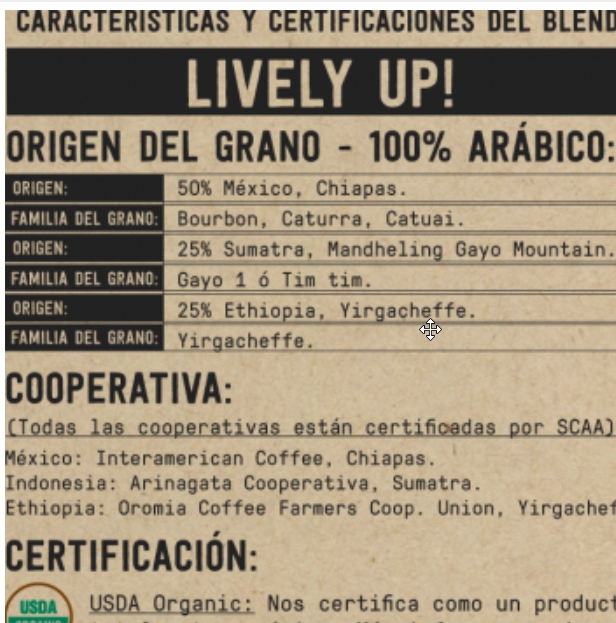 CARACTERÍSTICAS Y CERTIFICACIONES DEL BLEND
LIVELY UP!
ORIGEN DEL GRANO - 100% ARÁBICO:
ORIGEN: 50% México, Chiapas.
FAMILIA DEL GRANO: Bourbon, Caturra, Catuai.
ORIGEN: 25% Sumatra, Mandheling Gayo Mountain.
FAMILIA DEL GRANO: Gayo 1 ó Tim tim.
ORIGEN: 25% Ethiopia, Yirgacheffe.
FAMILIA DEL GRANO: Yirgacheffe.
COOPERATIVA:
(Todas las cooperativas están certificadas por SCAA)
México: Interamerican Coffee, Chiapas.
Indonesia: Arinagata Cooperativa, Sumatra.
Ethiopia: Oromia Coffee Farmers Coop. Union, Yirgachef
CERTIFICACIÓN:
USDA
USDA Organic: Nos certifica como un product